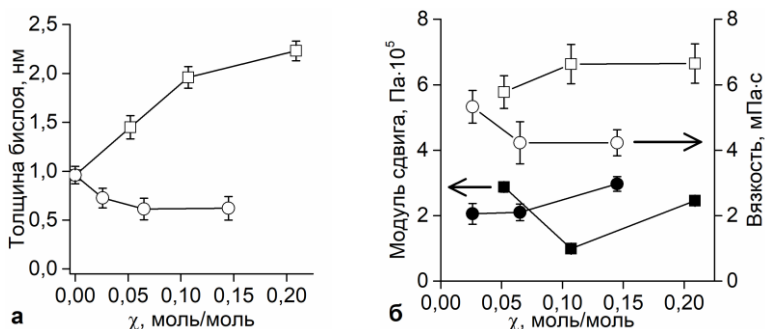 2,5
2,0
1,5
1,0
0,5
0,0
Толщина бислоя, нм
0,00 0,05 0,10 0,15 0,20
χ, моль/моль
а
8
6
4
2
0
Модуль сдвига, Па·10⁵
8
6
4
2
0
Вязкость, мПа·с
0,00 0,05 0,10 0,15 0,20
χ, моль/моль
б